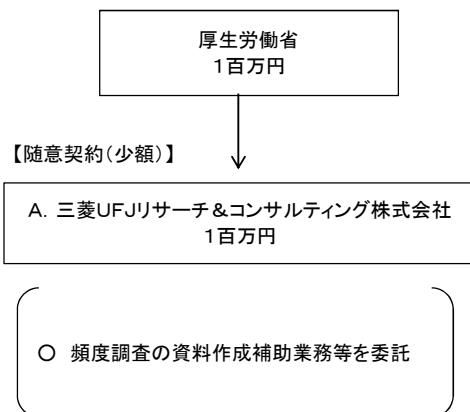 厚生労働省
1百万円
【随意契約(少額)】
A. 三菱UFJリサーチ&コンサルティング株式会社
1百万円
○ 頻度調査の資料作成補助業務等を委託